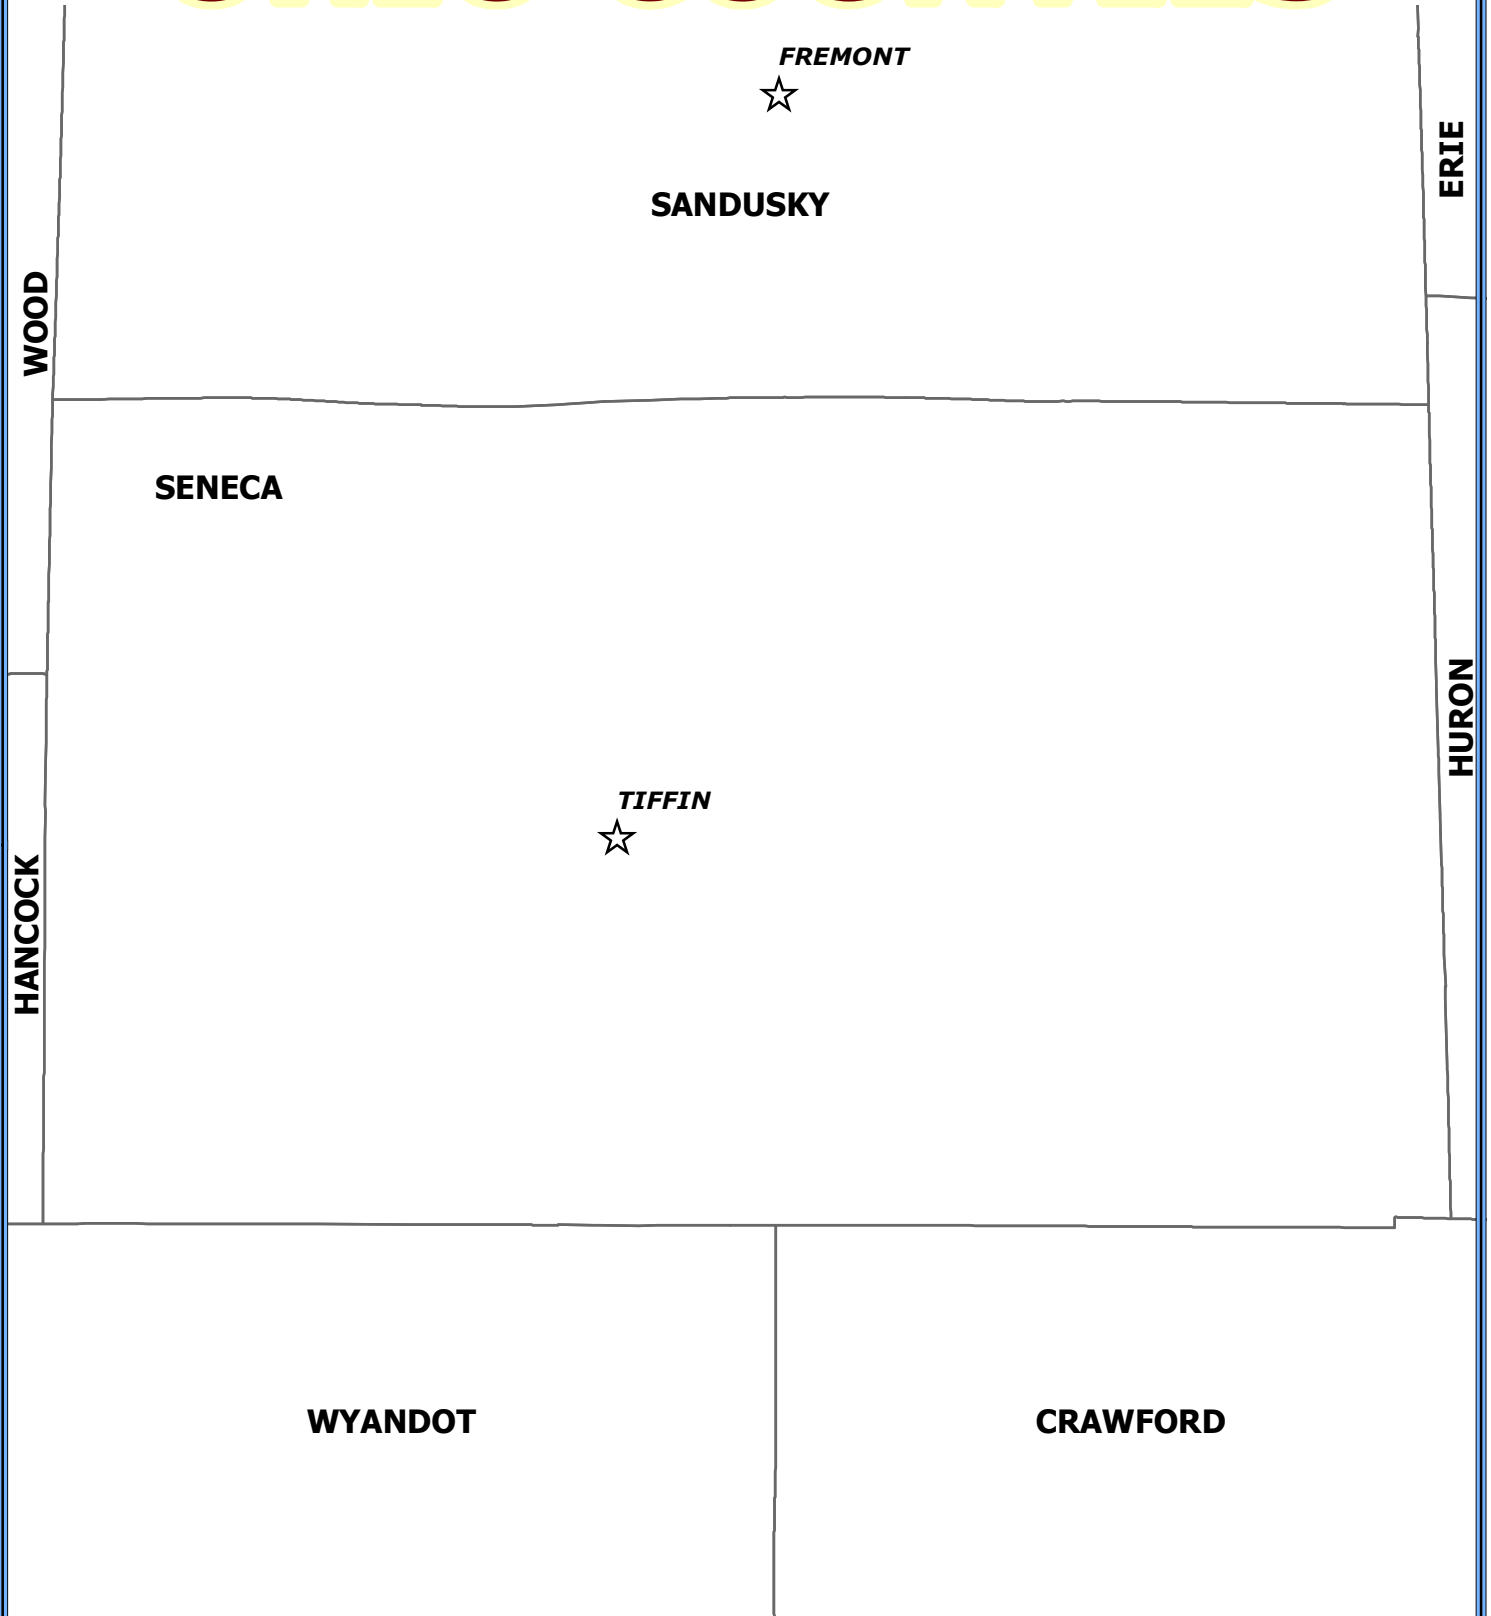 FREMONT
ERIE
SANDUSKY
WOOD
SENECA
HURON
TIFFIN
HANCOCK
WYANDOT
CRAWFORD